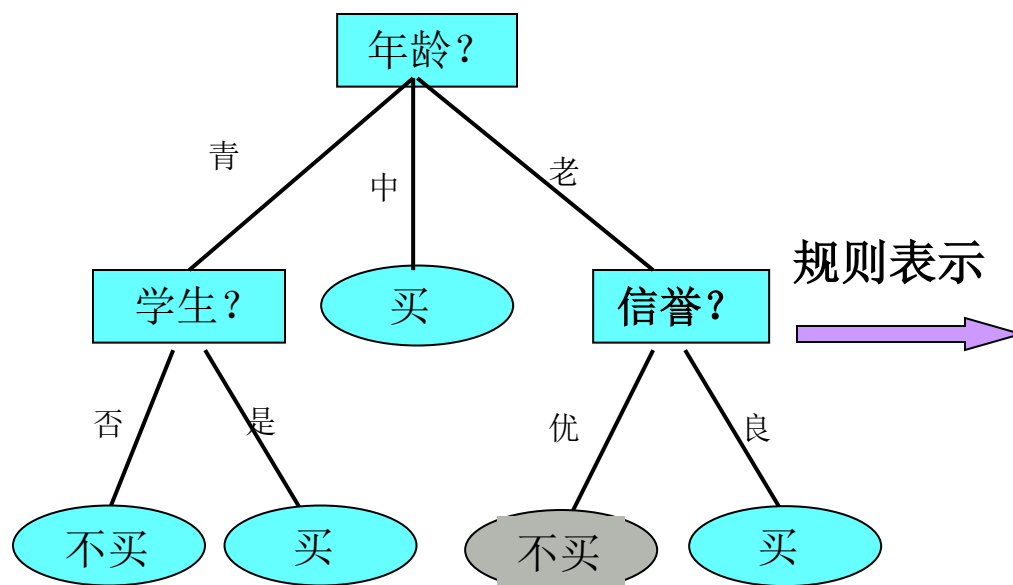 年龄？
青
中
老
规则表示
学生？
买
信誉？
否
是
优
良
不买
买
不买
买